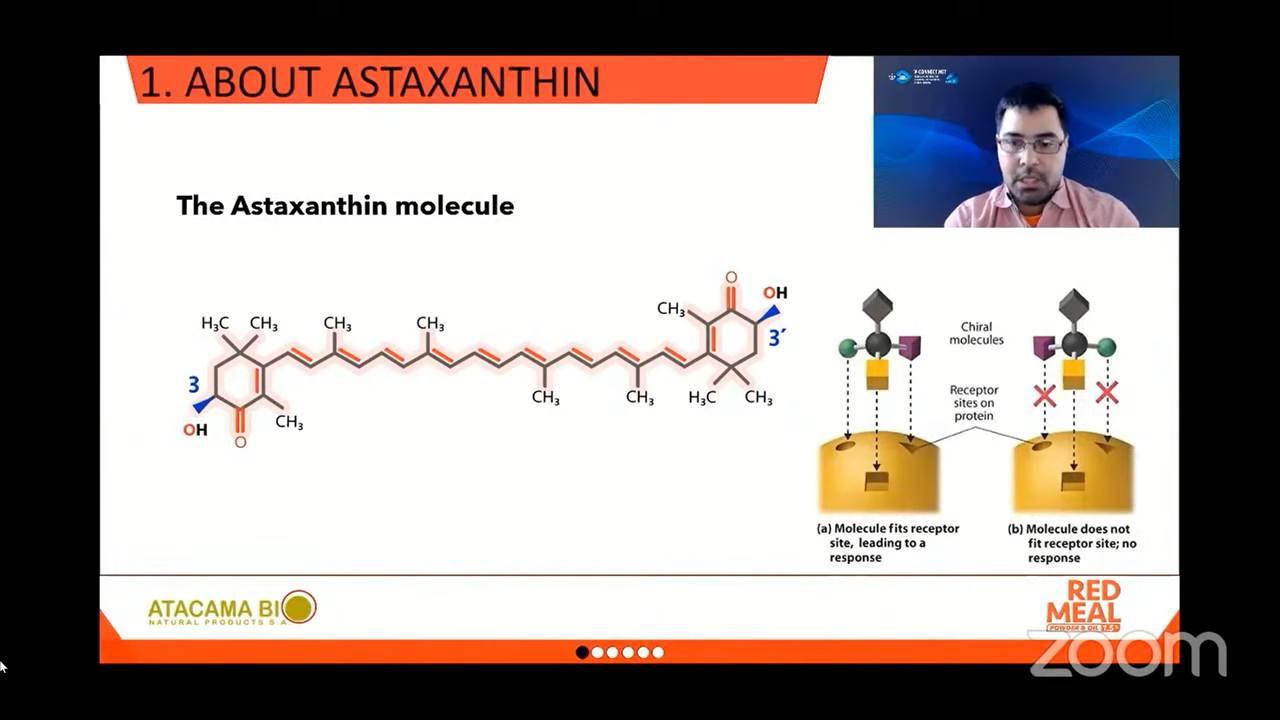 1. ABOUT ASTAXANTHIN
The Astaxanthin molecule
O
OH
CH₃
3′
H₃C CH₃ CH₃ CH₃
3
OH
O
CH₃
CH₃ CH₃ H₃C CH₃
Chiral
molecules
Receptor
sites on
protein
(a) Molecule fits receptor
site, leading to a
response
(b) Molecule does not
fit receptor site; no
response
ATACAMA BIO
NATURAL PRODUCTS S.A
RED
MEAL
POWDER & OIL
zoom